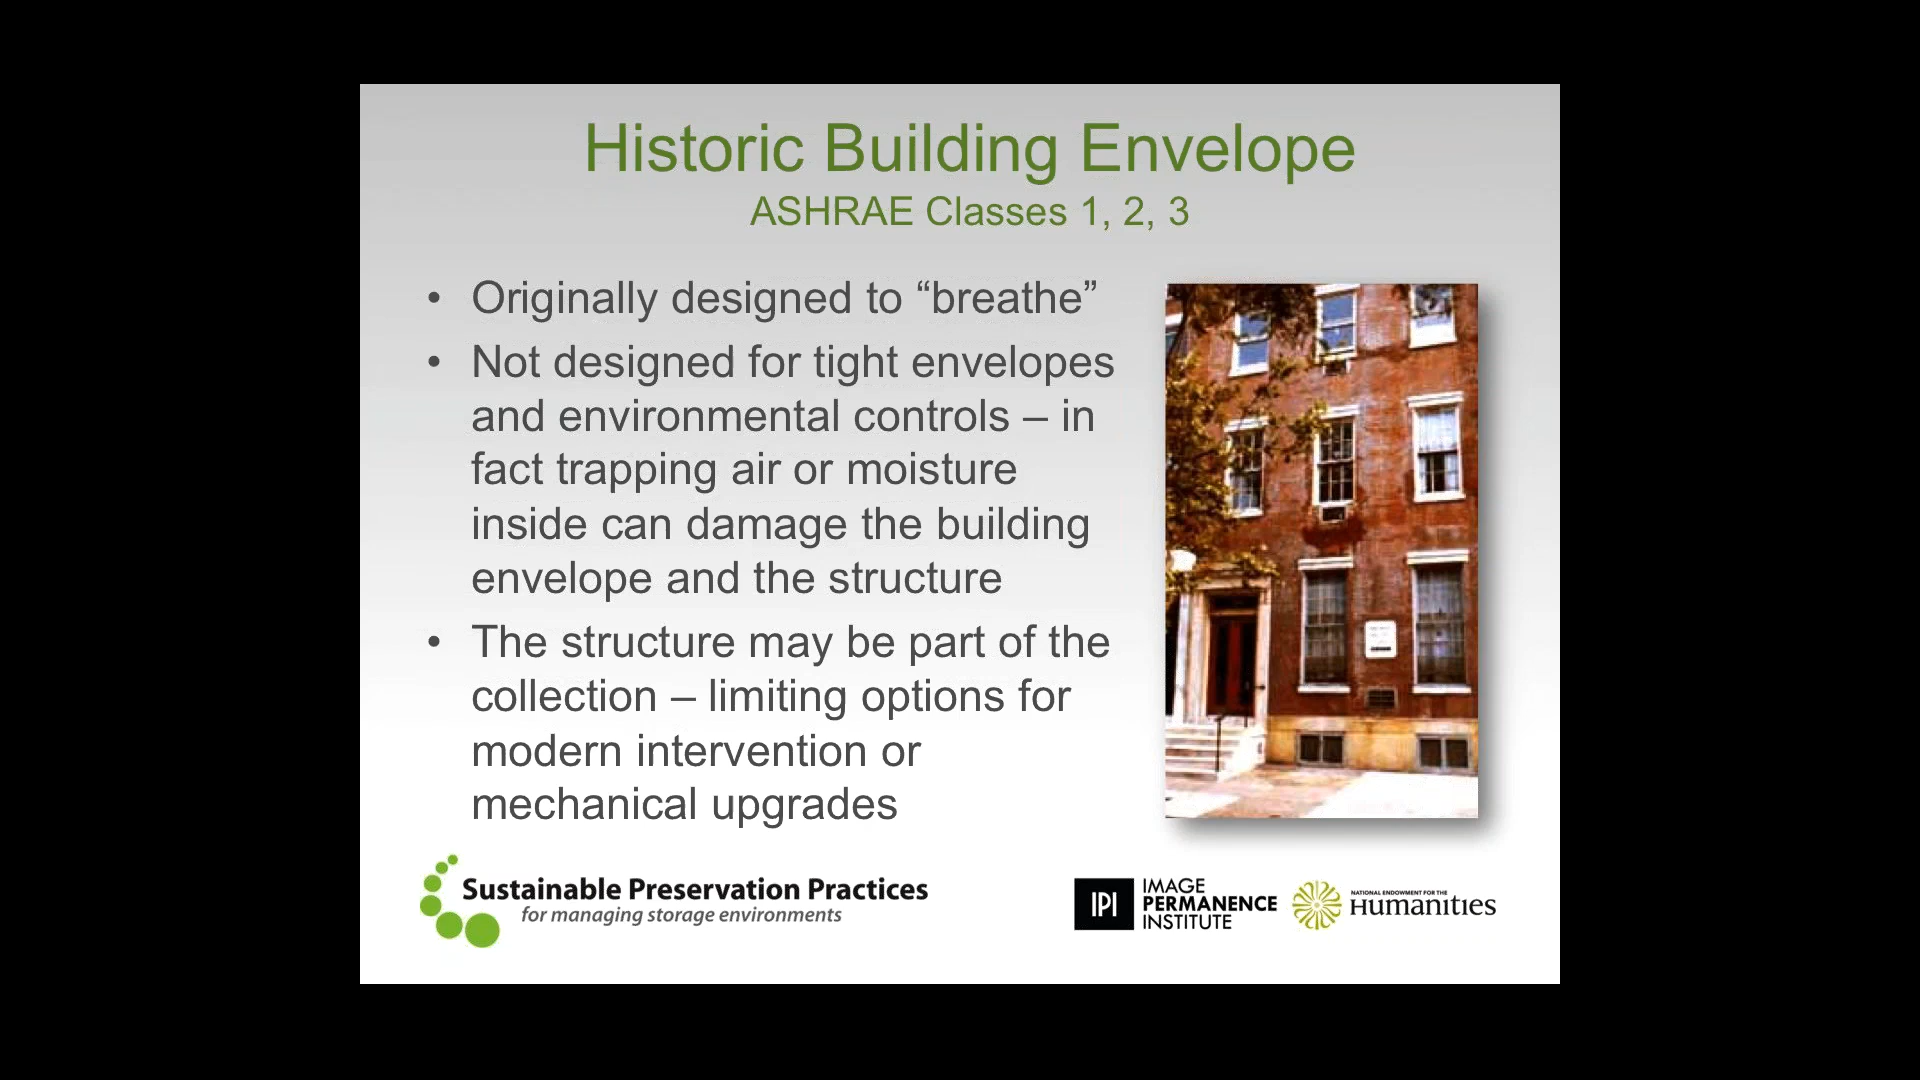 Historic Building Envelope
ASHRAE Classes 1, 2, 3
• Originally designed to “breathe”
• Not designed for tight envelopes
and environmental controls – in
fact trapping air or moisture
inside can damage the building
envelope and the structure
• The structure may be part of the
collection – limiting options for
modern intervention or
mechanical upgrades
Sustainable Preservation Practices
for managing storage environments
IPI
IMAGE
PERMANENCE
INSTITUTE
NATIONAL ENDOWMENT FOR THE
Humanities